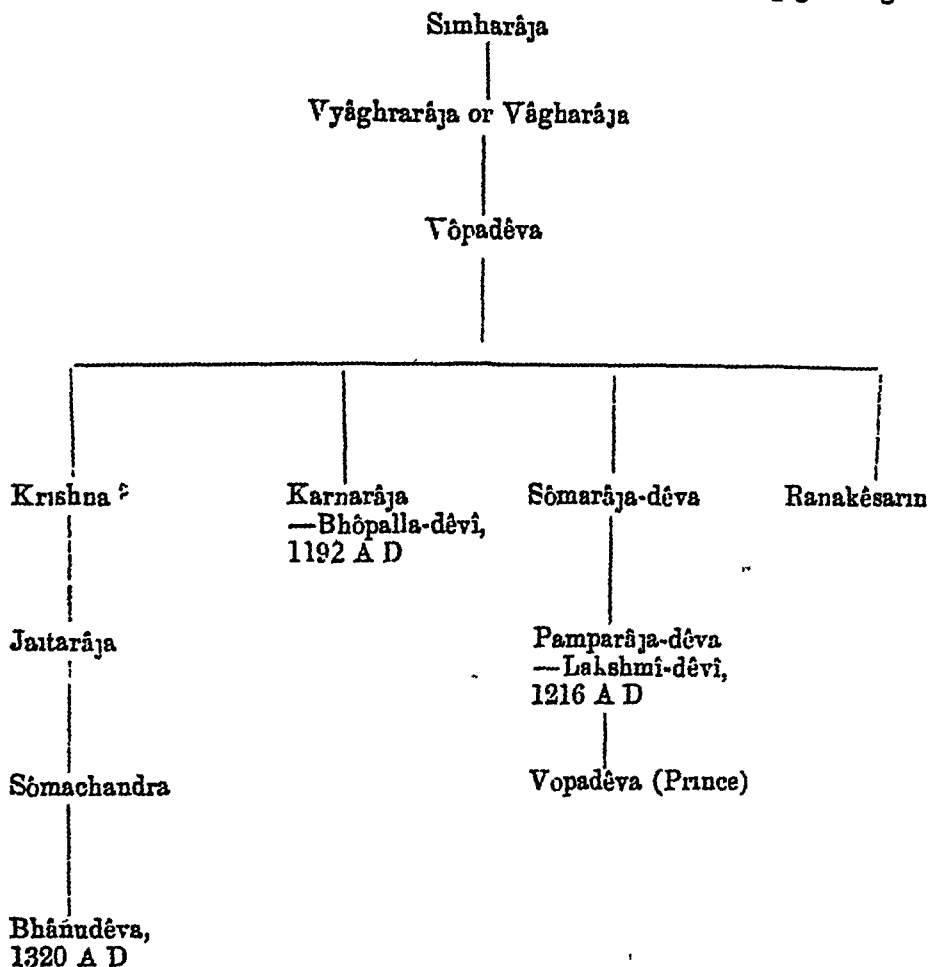 Simharâja
Vyâghrarâja or Vâgharâja
Vôpadêva
Krishna
Karnarâja
—Bhôpalla-dêvî,
1192 A D
Sômarâja-dêva
Ranakêsarin
Jaitarâja
Pamparâja-dêva
—Lakshmî-dêvî,
1216 A D
Sômachandra
Vopadêva (Prince)
Bhânudêva,
1320 A D